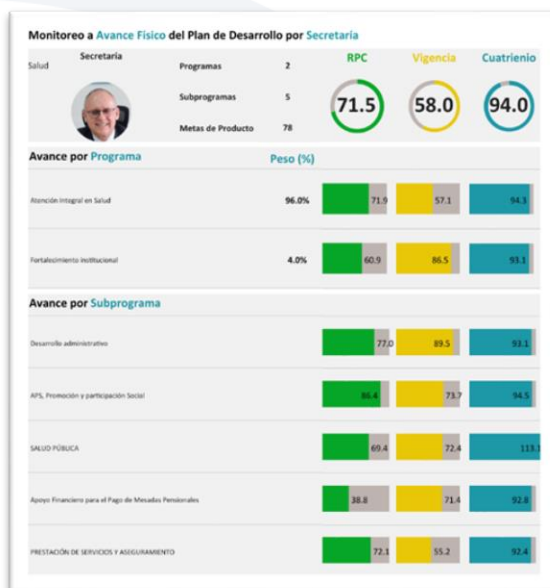 Monitoreo a Avance Físico del Plan de Desarrollo por Secretaría
Secretaría
Salud
Programas 2
Subprogramas 5
Metas de Producto 78
RPC Vigencia Cuatrienio
71.5 58.0 94.0
Avance por Programa Peso (%)
Atención Integral en Salud 96.0% 71.9 57.1 94.3
Fortalecimiento institucional 4.0% 60.9 86.5 93.1
Avance por Subprograma
Desarrollo administrativo 77.0 89.5 93.1
APS, Promoción y participación Social 86.4 73.7 94.5
SALUD PÚBLICA 69.4 72.4 113.1
Apoyo Financiero para el Pago de Mesadas Pensionales 38.8 71.4 92.8
PRESTACIÓN DE SERVICIOS Y ASEGURAMIENTO 72.1 55.2 92.4